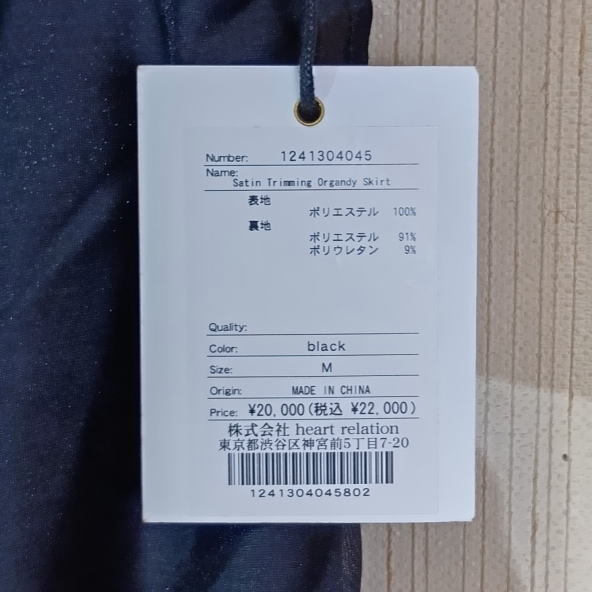 Number: 1241304045
Name:
Satin Trimming Organdy Skirt
表地
ポリエステル 100%
裏地
ポリエステル 91%
ポリウレタン 9%
Quality:
Color: black
Size: M
Origin: MADE IN CHINA
Price: ¥20,000(税込 ¥22,000)
株式会社 heart relation
東京都渋谷区神宮前5丁目7-20
1241304045802